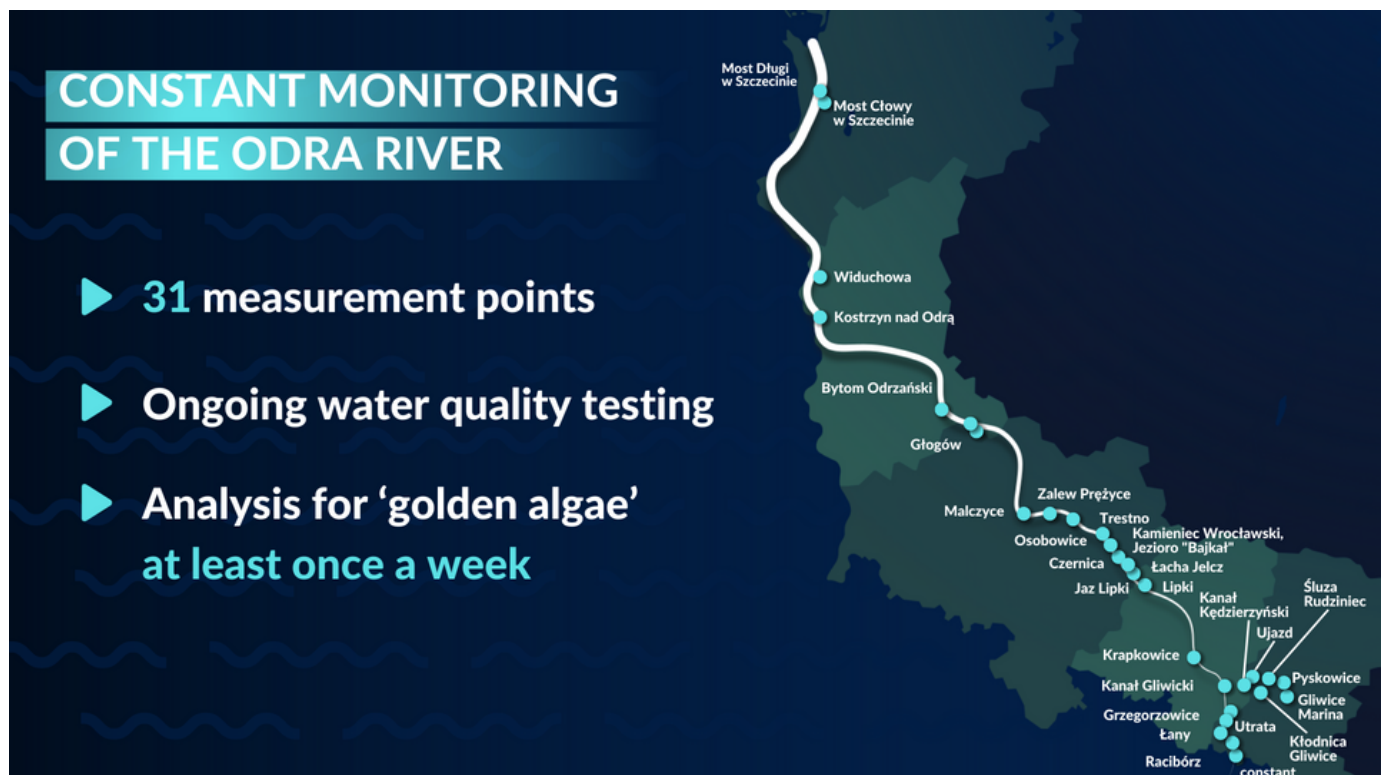 CONSTANT MONITORING
OF THE ODRA RIVER
31 measurement points
Ongoing water quality testing
Analysis for ‘golden algae’
at least once a week
Most Długi
w Szczecinie
Most Cłowy
w Szczecinie
Widuchowa
Kostrzyn nad Odrą
Bytom Odrzański
Głogów
Malczyce
Zalew Prężyce
Osobowice
Trestno
Kamieniec Wrocławski,
Jezioro "Bajkał"
Czernica
Łacha Jelcz
Jaz Lipki
Lipki
Kanał
Kędzierzyński
Śluza
Rudziniec
Ujazd
Krapkowice
Kanał Gliwicki
Pyskowice
Gliwice
Marina
Grzegorzowice
Utrata
Łany
Kłodnica
Gliwice
Racibórz
constant